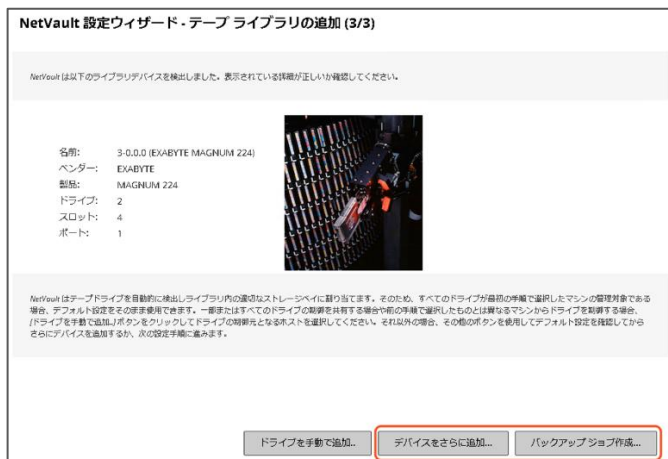 NetVault 設定ウィザード - テープ ライブラリの追加 (3/3)
NetVault は以下のライブラリデバイスを検出しました。表示されている詳細が正しいか確認してください。
名前: 3-0.0.0 (EXABYTE MAGNUM 224)
ベンダー: EXABYTE
製品: MAGNUM 224
ドライブ: 2
スロット: 4
ポート: 1
NetVault はテープドライブを自動的に検出しライブラリ内の適切なストレージベイに割り当てます。そのため、すべてのドライブが最初の手順で選択したマシンの管理対象である
場合、デフォルト設定をそのまま使用できます。一部またはすべてのドライブの制御を共有する場合や前の手順で選択したものとは異なるマシンからドライブを制御する場合、
[ドライブを手動で追加...]ボタンをクリックしてドライブの制御元となるホストを選択してください。それ以外の場合、その他のボタンを使用してデフォルト設定を確認してから
さらにデバイスを追加するか、次の設定手順に進みます。
ドライブを手動で追加... デバイスをさらに追加... バックアップ ジョブ作成...